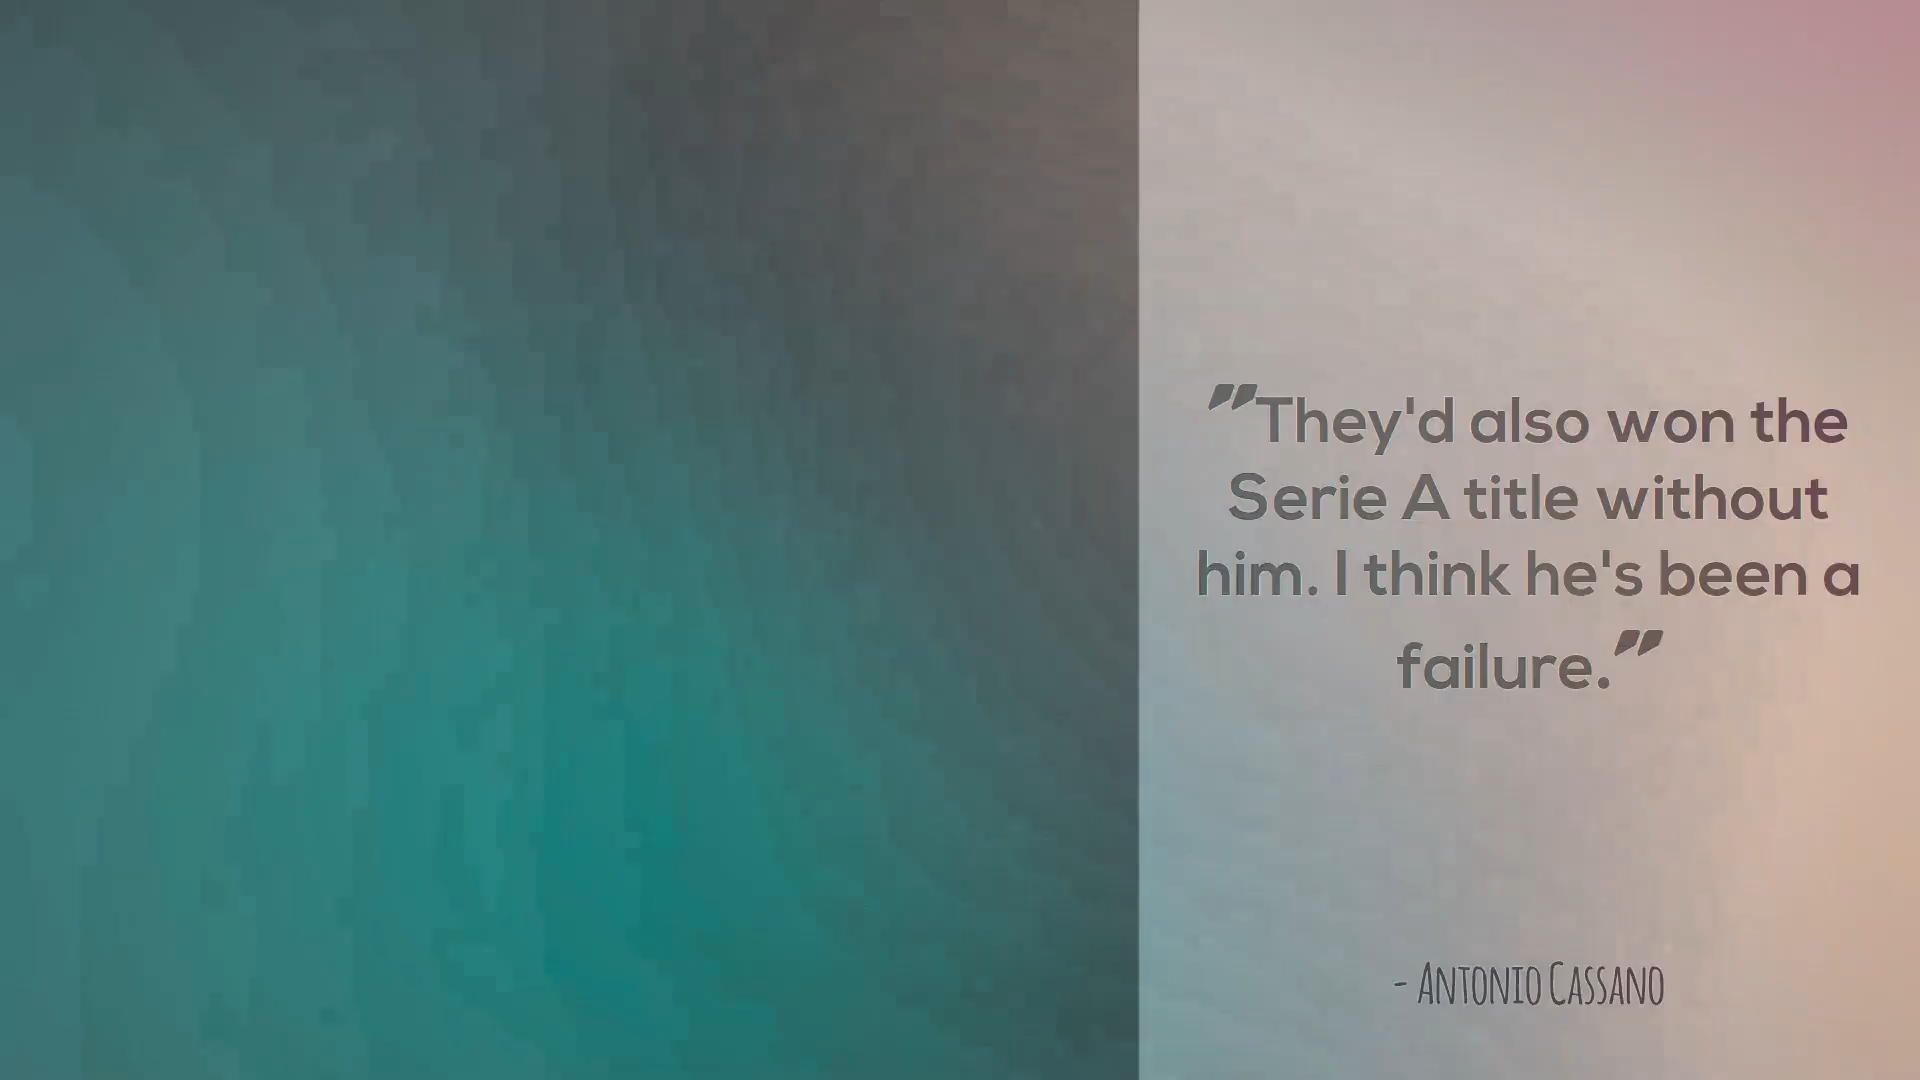 "They'd also won the
Serie A title without
him. I think he's been a
failure."
- Antonio Cassano